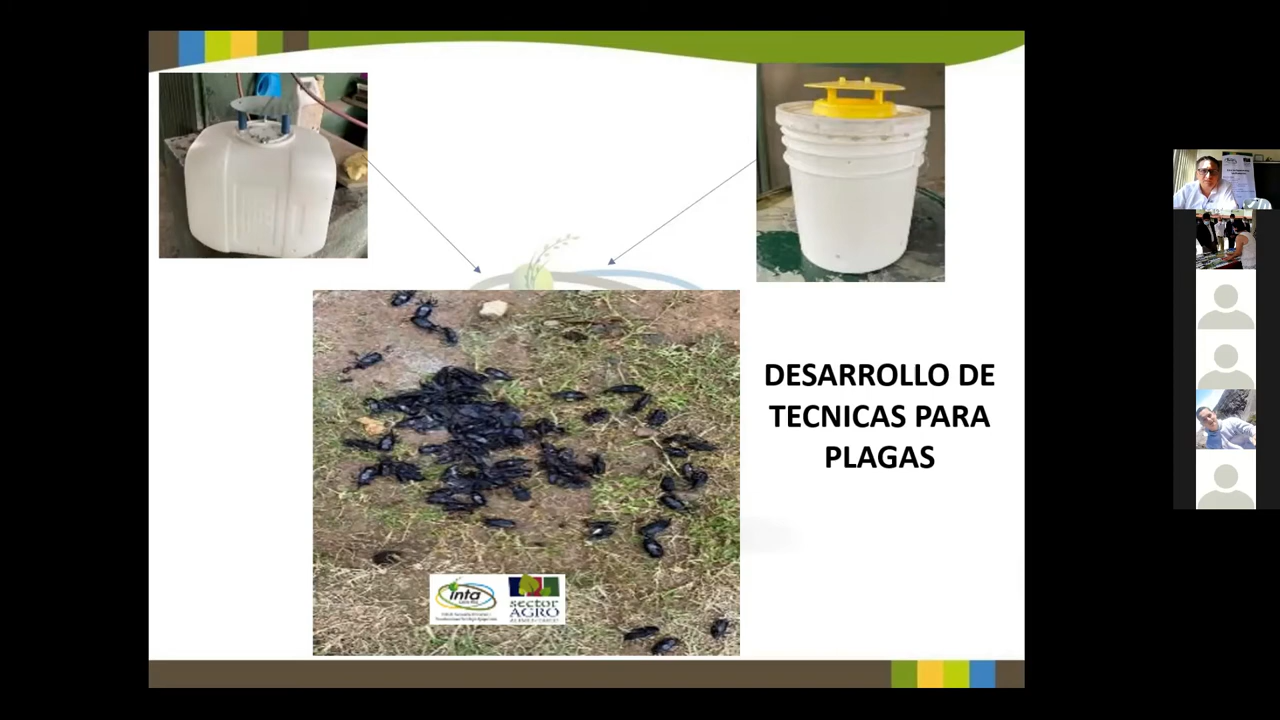 DESARROLLO DE
TECNICAS PARA
PLAGAS
inta
sector
AGRO